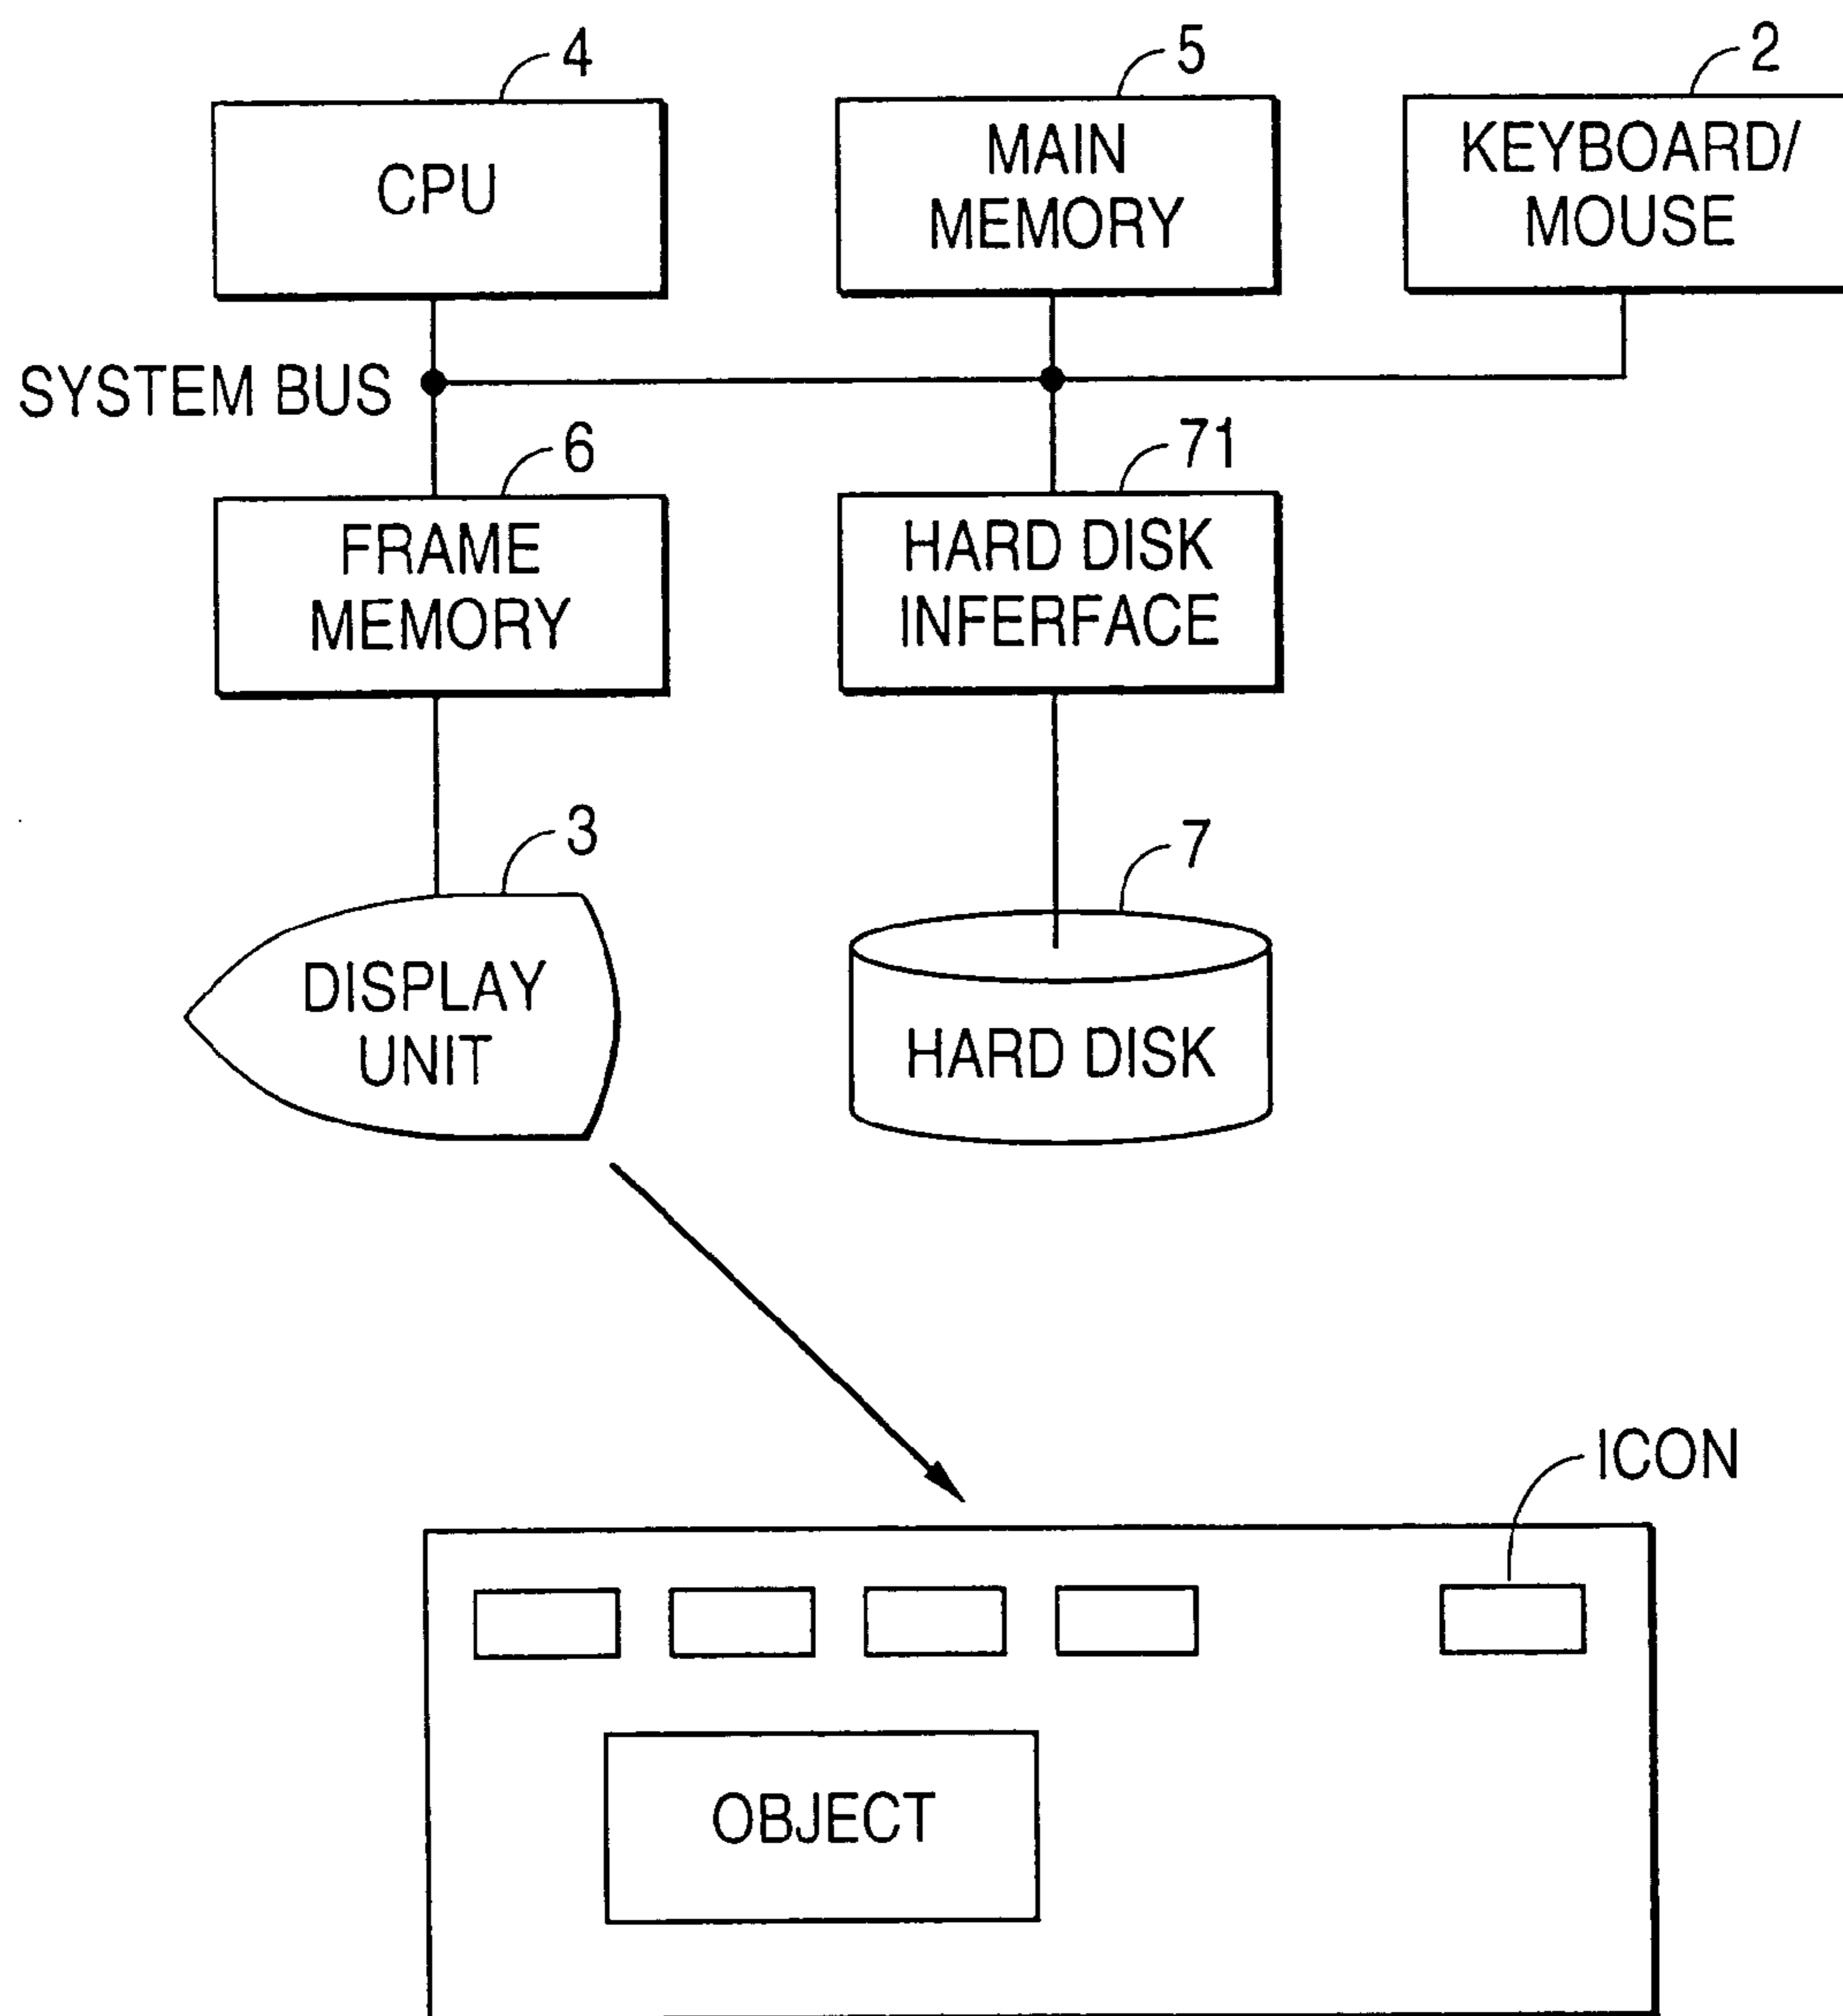 4
CPU
5
MAIN
MEMORY
2
KEYBOARD/
MOUSE
SYSTEM BUS
6
FRAME
MEMORY
71
HARD DISK
INFERFACE
3
DISPLAY
UNIT
7
HARD DISK
ICON
OBJECT